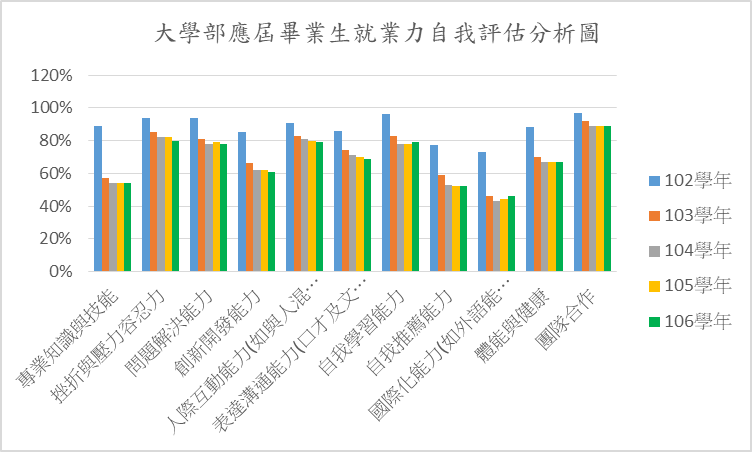 大學部應屆畢業生就業力自我評估分析圖
120%
100%
80%
60%
40%
20%
0%
專業知識與技能
挫折與壓力容忍力
問題解決能力
創新開發能力
人際互動能力(如與人混…
表達溝通能力(口才及文…
自我學習能力
自我推薦能力
國際化能力(如外語能…
體能與健康
團隊合作
102學年
103學年
104學年
105學年
106學年